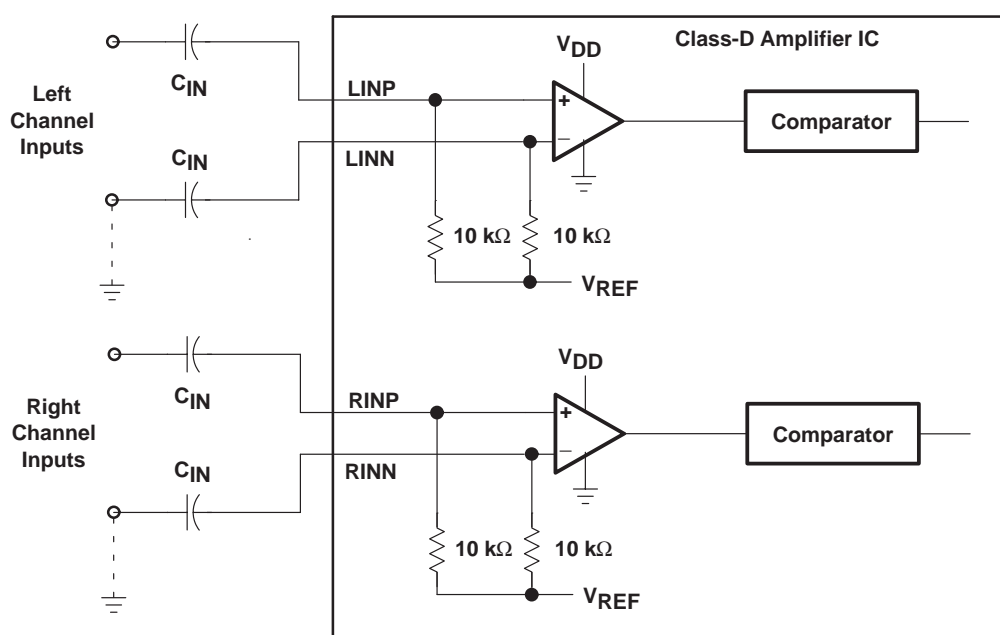 Class-D Amplifier IC
VDD
CIN
Left
Channel
Inputs
LINP
+
Comparator
CIN
LINN
−
10 kΩ
10 kΩ
VREF
VDD
CIN
Right
Channel
Inputs
RINP
+
Comparator
CIN
RINN
−
10 kΩ
10 kΩ
VREF